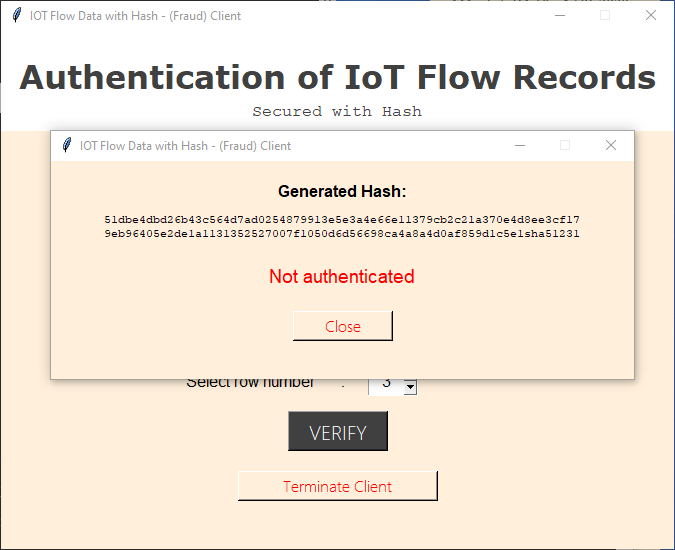 IOT Flow Data with Hash - (Fraud) Client
Authentication of IoT Flow Records
Secured with Hash
IOT Flow Data with Hash - (Fraud) Client
Generated Hash:
51dbe4dbd26b43c564d7ad0254879913e5e3a4e66e11379cb2c21a370e4d8ee3cf17
9eb96405e2de1a1131352527007f1050d6d56698ca4a8a4d0af859d1c5e1sha51231
Not authenticated
Close
Select row number : 3
VERIFY
Terminate Client